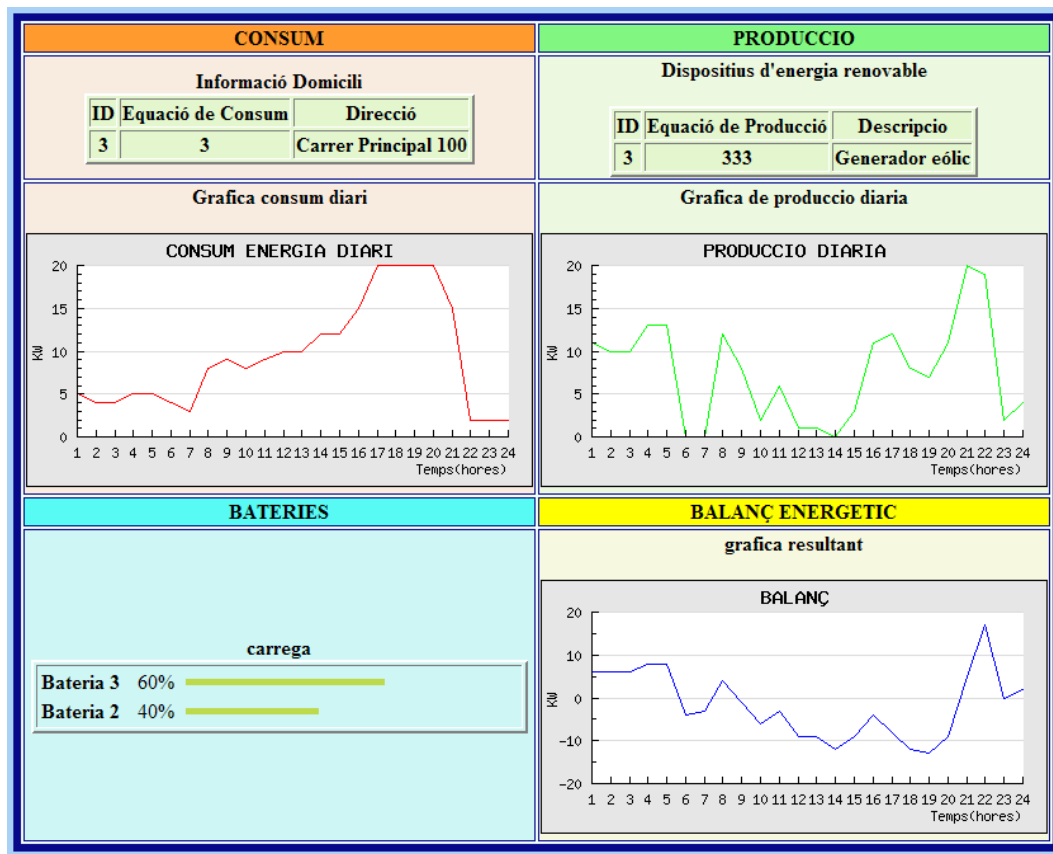 CONSUM
PRODUCCIO
Informació Domicili
ID Equació de Consum Direcció
3 3 Carrer Principal 100
Dispositius d'energia renovable
ID Equació de Producció Descripcio
3 333 Generador eólic
Grafica consum diari
Grafica de produccio diaria
CONSUM ENERGIA DIARI
20
15
10
5
0
KW
1 2 3 4 5 6 7 8 9 10 11 12 13 14 15 16 17 18 19 20 21 22 23 24
Temps(hores)
PRODUCCIO DIARIA
20
15
10
5
0
KW
1 2 3 4 5 6 7 8 9 10 11 12 13 14 15 16 17 18 19 20 21 22 23 24
Temps(hores)
BATERIES
BALANÇ ENERGETIC
carrega
Bateria 3 60%
Bateria 2 40%
grafica resultant
BALANÇ
20
10
0
-10
-20
KW
1 2 3 4 5 6 7 8 9 10 11 12 13 14 15 16 17 18 19 20 21 22 23 24
Temps(hores)